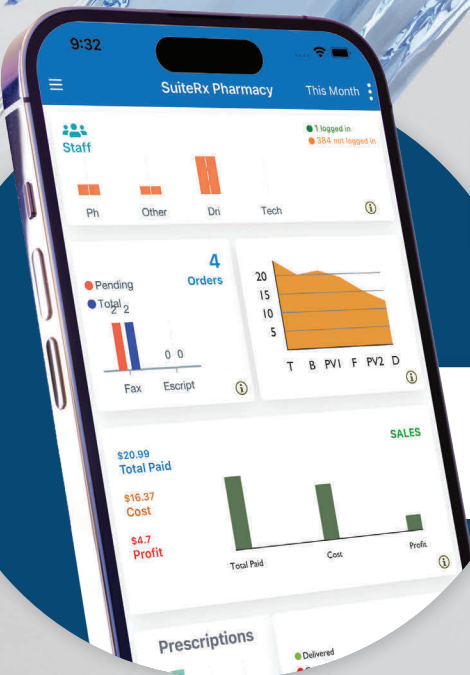 9:32
SuiteRx Pharmacy
This Month
Staff
1 logged in
384 not logged in
Ph
Other
Dri
Tech
Pending
Total
4
Orders
2 2
0 0
Fax
Escript
20
15
10
5
T B PV1 F PV2 D
$20.99
Total Paid
$16.37
Cost
$4.7
Profit
SALES
Total Paid
Cost
Profit
Prescriptions
Delivered